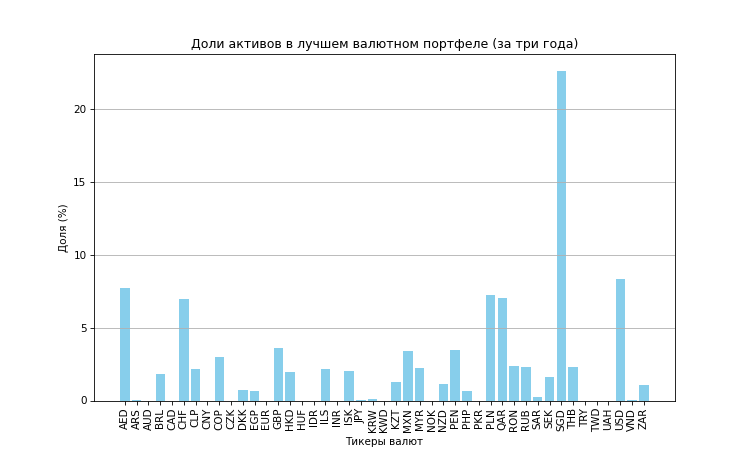 Доли активов в лучшем валютном портфеле (за три года)
Доля (%)
20
15
10
5
0
AED
ARS
AUD
BRL
CAD
CHF
CLP
CNY
COP
CZK
DKK
EGP
EUR
GBP
HKD
HUF
IDR
ILS
INR
ISK
JPY
KRW
KWD
KZT
MXN
MYR
NOK
NZD
PEN
PHP
PKR
PLN
QAR
RON
RUB
SAR
SEK
SGD
THB
TRY
TWD
UAH
USD
VND
ZAR
Тикеры валют